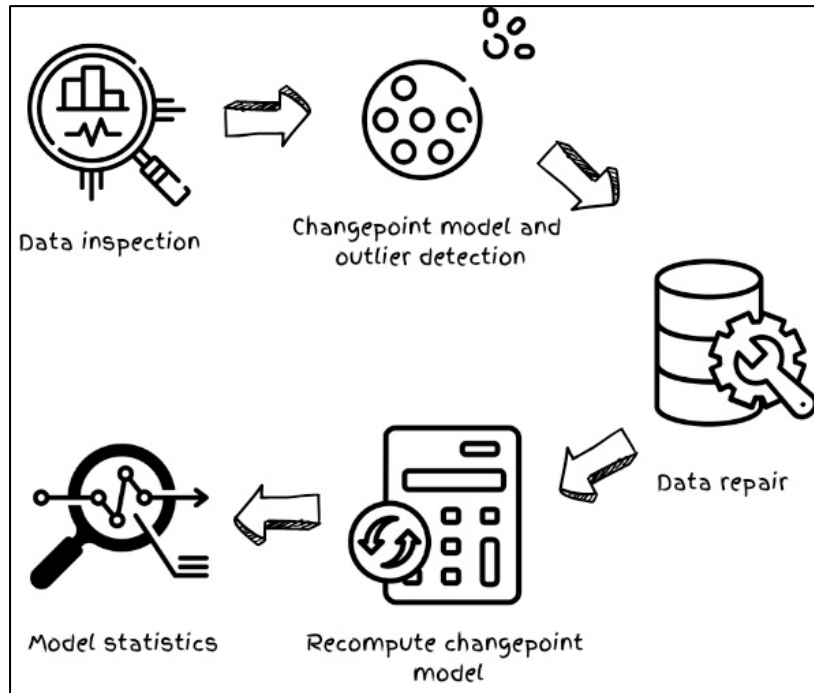 Data inspection
Changepoint model and
outlier detection
Data repair
Recompute changepoint
model
Model statistics